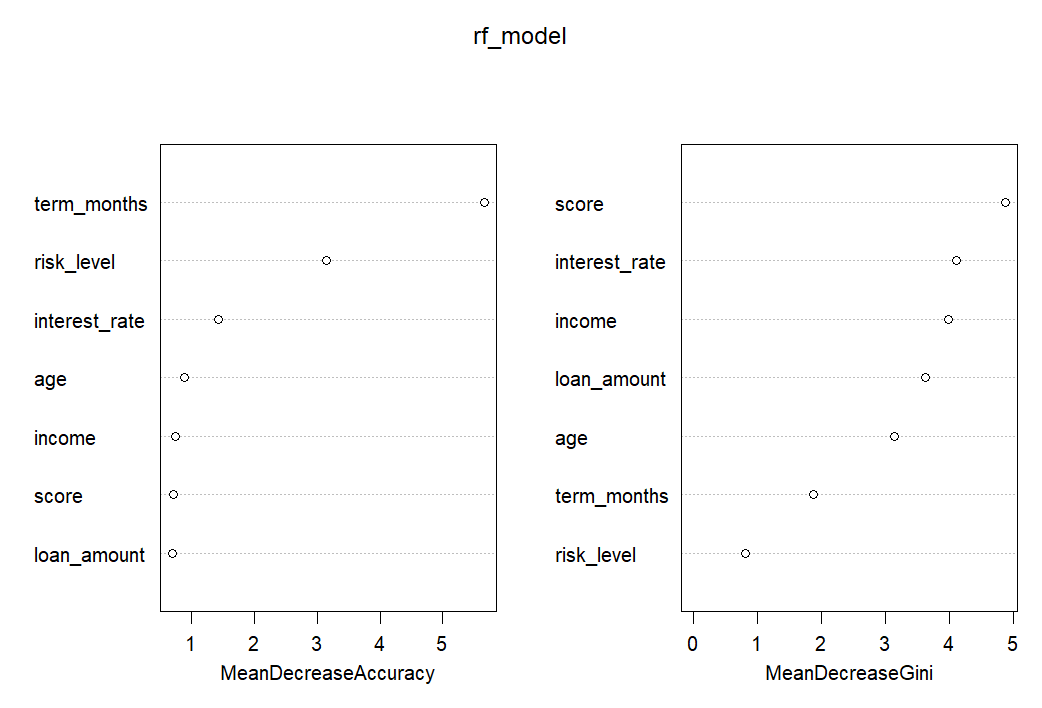 rf_model
term_months
risk_level
interest_rate
age
income
score
loan_amount
1 2 3 4 5
MeanDecreaseAccuracy
score
interest_rate
income
loan_amount
age
term_months
risk_level
0 1 2 3 4 5
MeanDecreaseGini